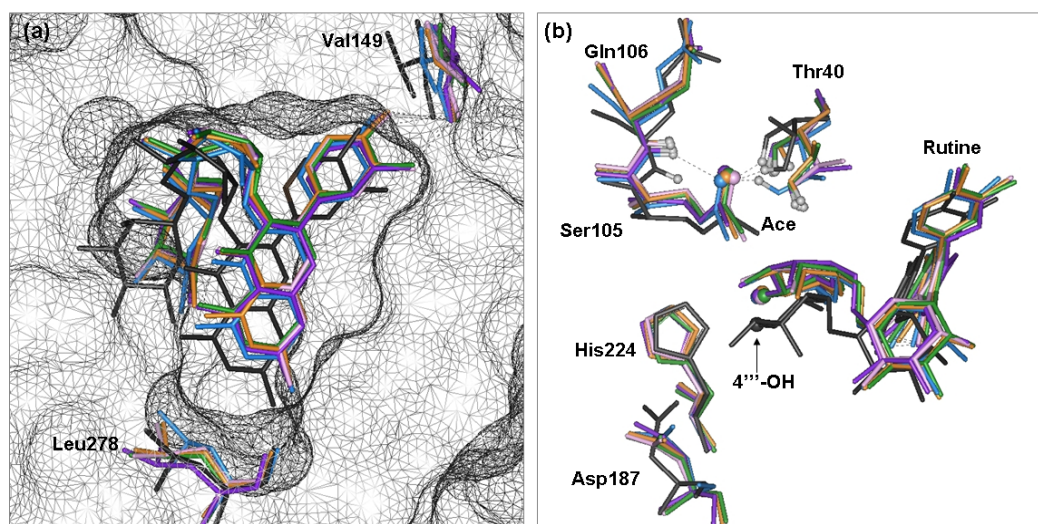 (a)
Val149
Leu278
(b)
Gln106
Thr40
Rutine
Ser105
Ace
His224
4’’’-OH
Asp187